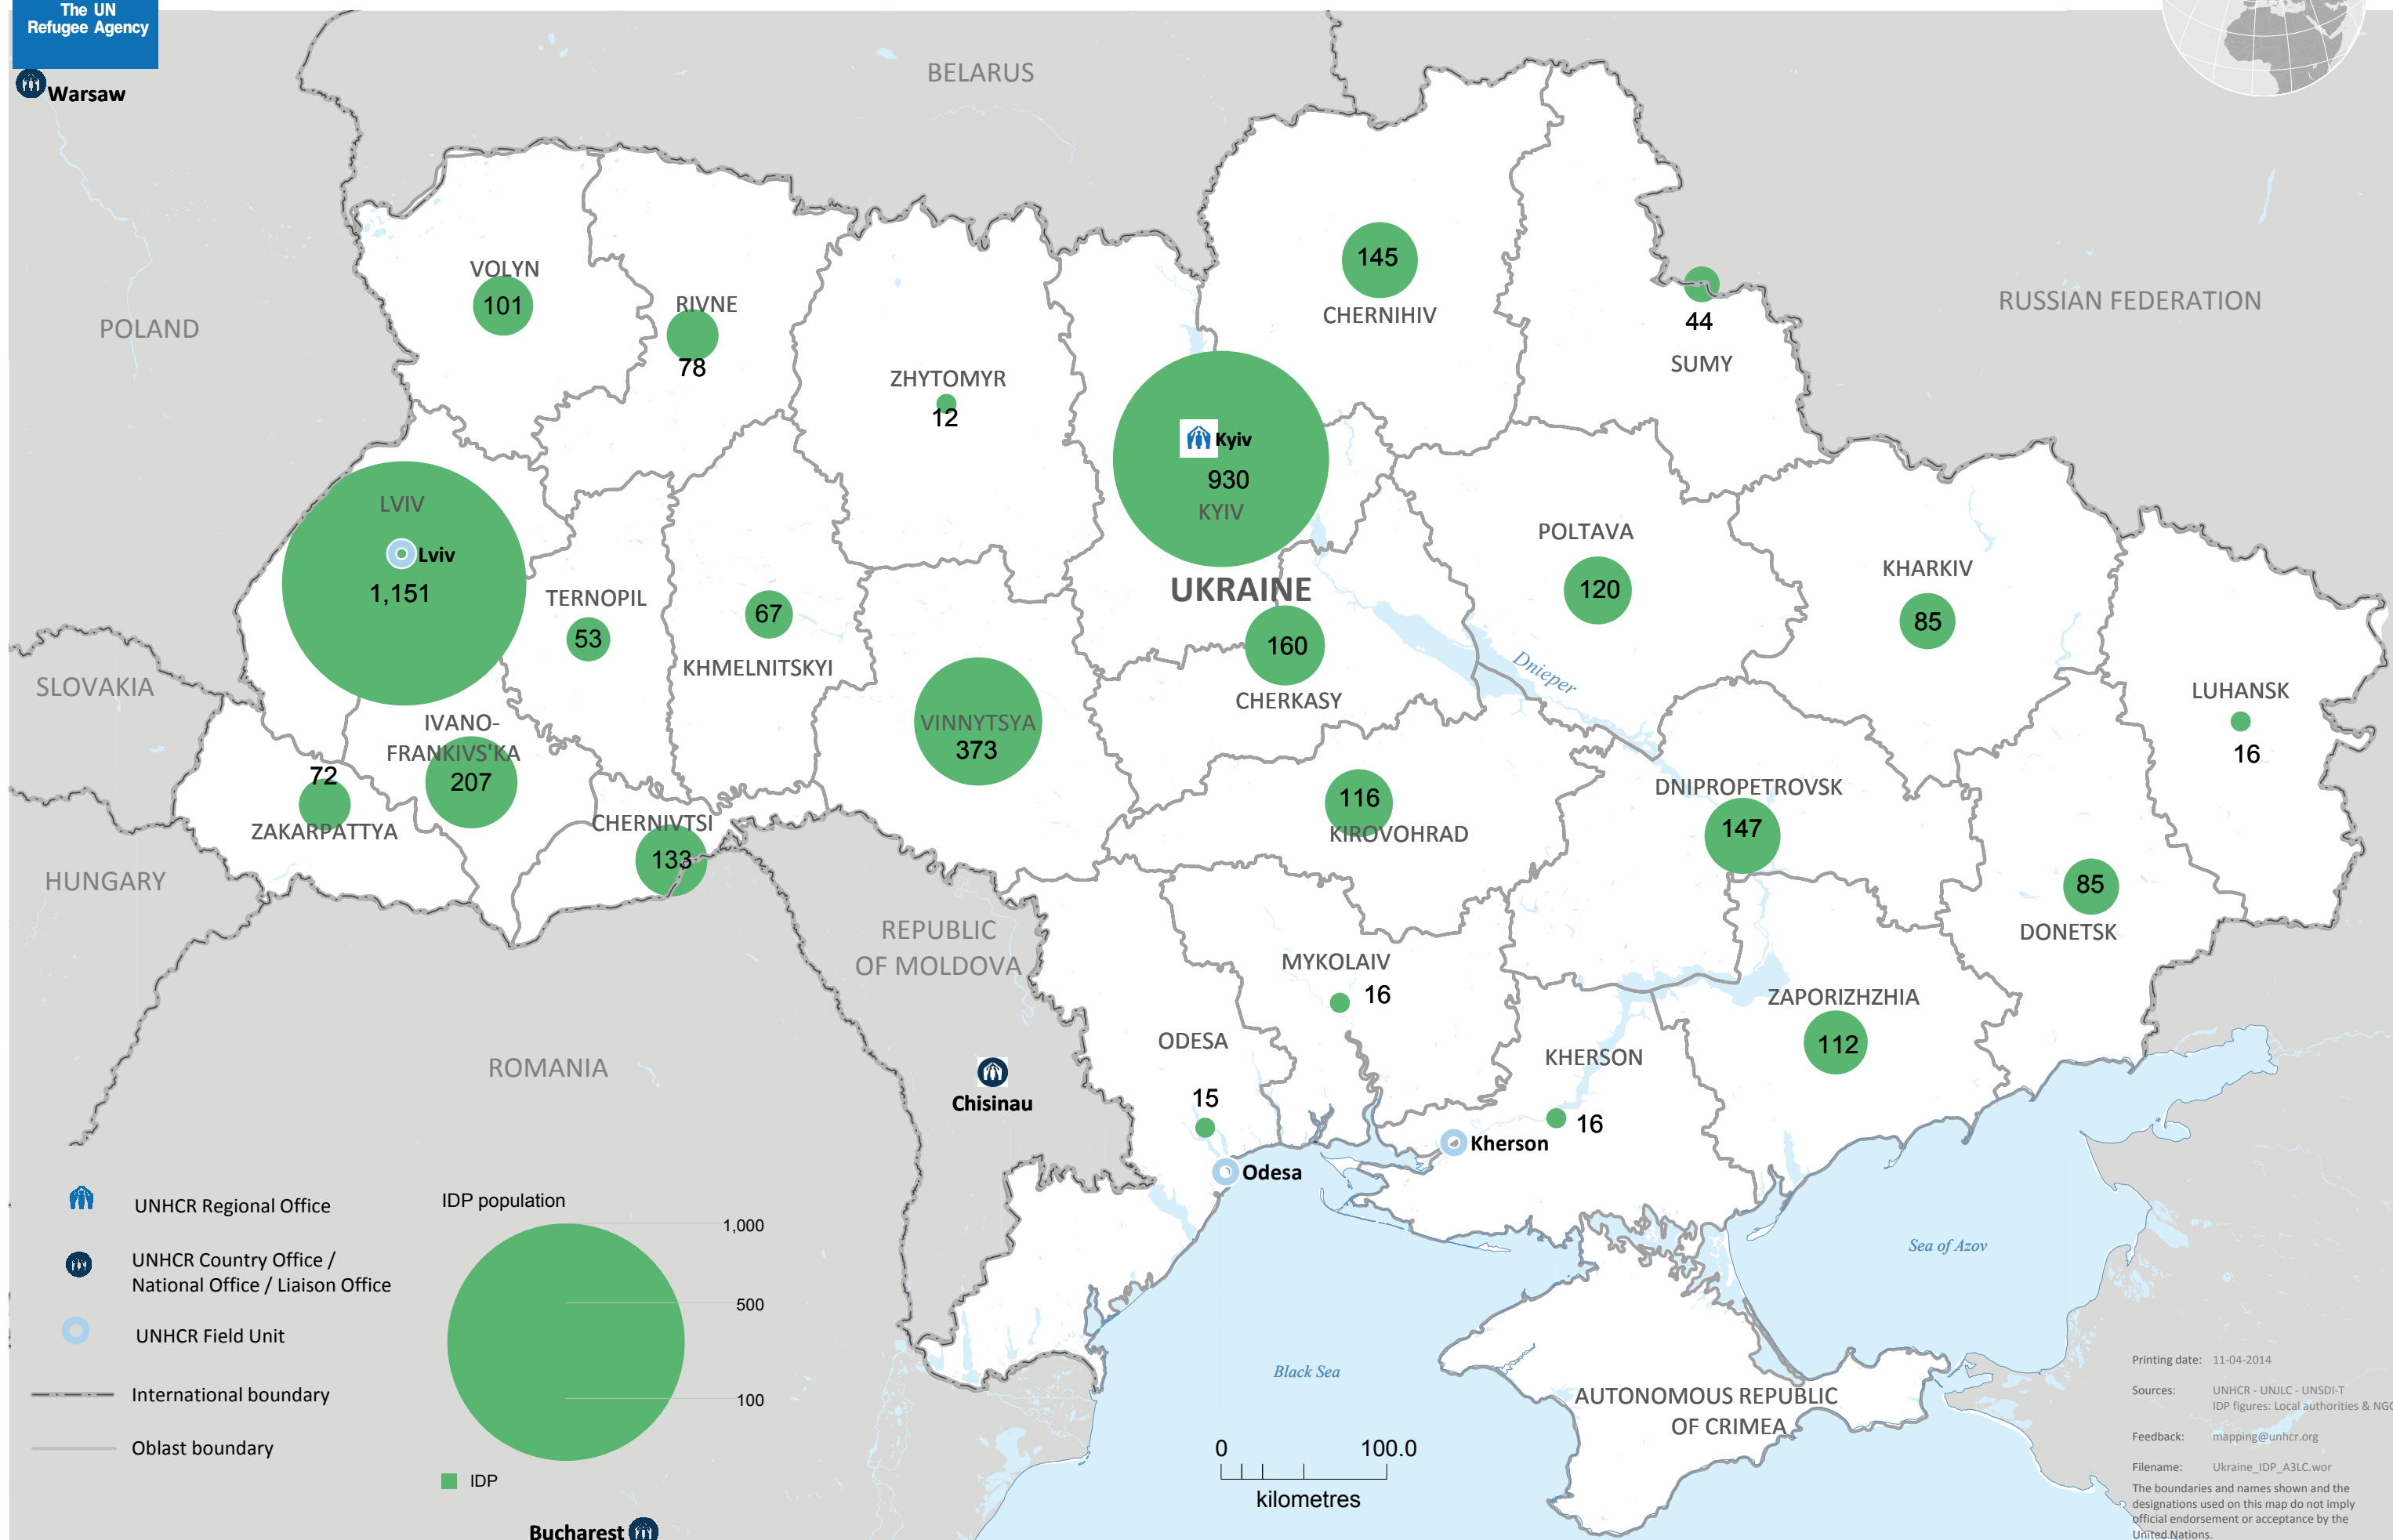 The UN
Refugee Agency
Warsaw
BELARUS
POLAND
RUSSIAN FEDERATION
VOLYN
101
RIVNE
78
ZHYTOMYR
12
145
CHERNIHIV
44
SUMY
Kyiv
930
KYIV
UKRAINE
LVIV
Lviv
1,151
TERNOPIL
53
67
KHMELNITSKYI
POLTAVA
120
KHARKIV
85
160
CHERKASY
Dnieper
LUHANSK
16
SLOVAKIA
IVANO-
FRANKIVS'KA
207
72
ZAKARPATTYA
VINNYTSYA
373
CHERNIVTSI
133
116
KIROVOHRAD
DNIPROPETROVSK
147
85
DONETSK
HUNGARY
REPUBLIC
OF MOLDOVA
MYKOLAIV
16
ZAPORIZHZHIA
112
ODESA
15
KHERSON
16
ROMANIA
Chisinau
Kherson
Odesa
UNHCR Regional Office
UNHCR Country Office /
National Office / Liaison Office
UNHCR Field Unit
International boundary
Oblast boundary
IDP population
1,000
500
100
IDP
Bucharest
Sea of Azov
Black Sea
AUTONOMOUS REPUBLIC
OF CRIMEA
0 100.0
kilometres
Printing date: 11-04-2014
Sources: UNHCR - UNJLC - UNSDI-T
IDP figures: Local authorities & NGO
Feedback: mapping@unhcr.org
Filename: Ukraine_IDP_A3LC.wor
The boundaries and names shown and the
designations used on this map do not imply
official endorsement or acceptance by the
United Nations.